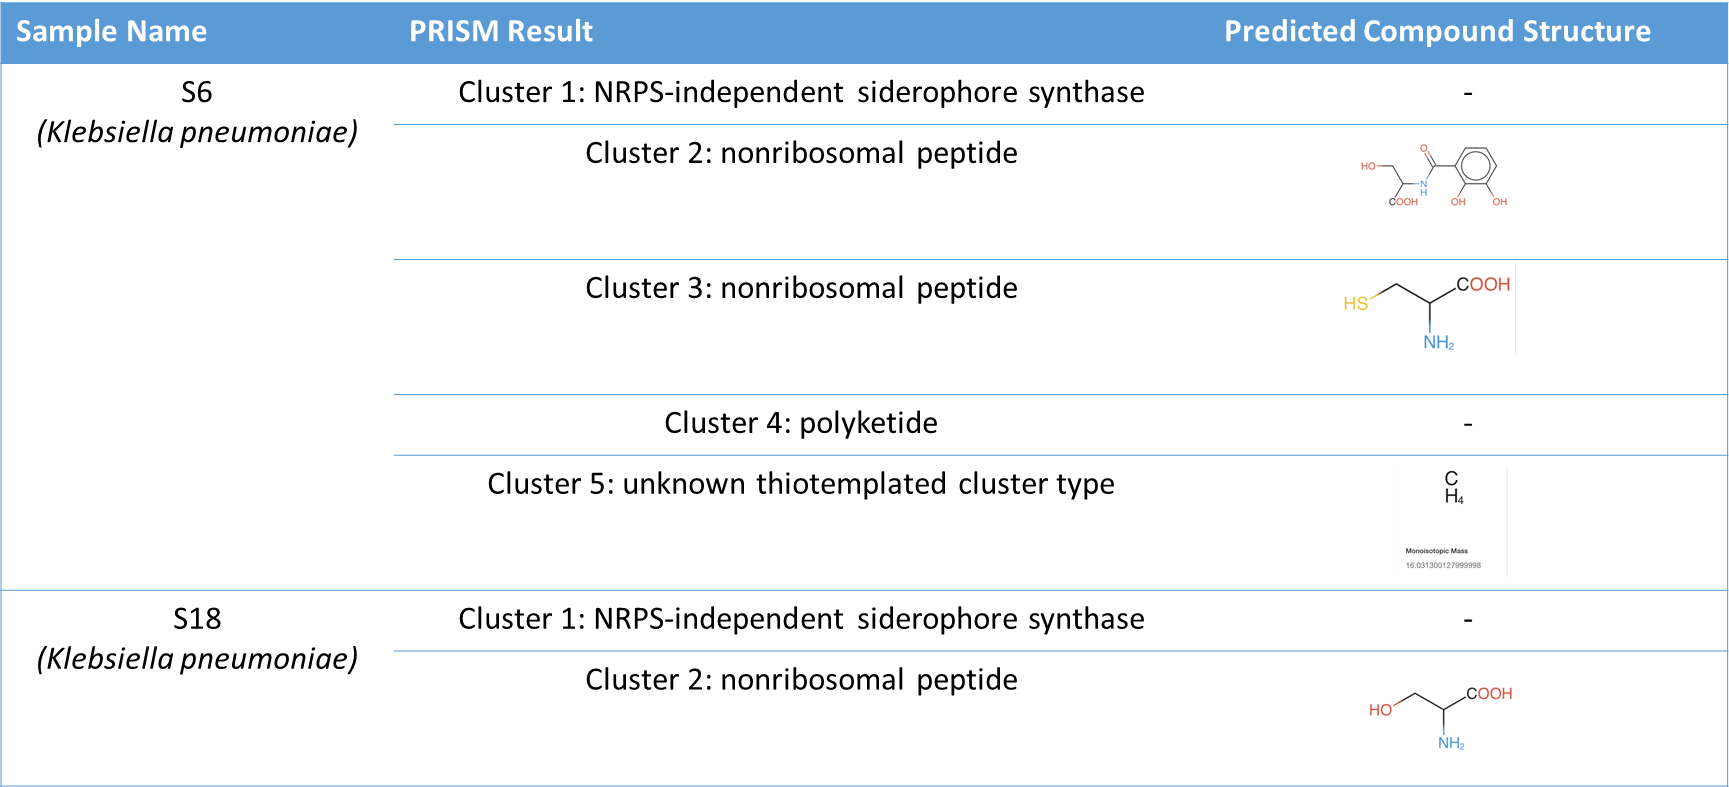 Sample Name PRISM Result Predicted Compound Structure
S6 Cluster 1: NRPS-independent siderophore synthase -
(Klebsiella pneumoniae)
Cluster 2: nonribosomal peptide
O
HO
N
H
COOH OH OH
Cluster 3: nonribosomal peptide
COOH
HS
NH2
Cluster 4: polyketide -
Cluster 5: unknown thiotemplated cluster type
C
H4
Monoisotopic Mass
16.031300127999998
S18 Cluster 1: NRPS-independent siderophore synthase -
(Klebsiella pneumoniae)
Cluster 2: nonribosomal peptide
COOH
HO
NH2